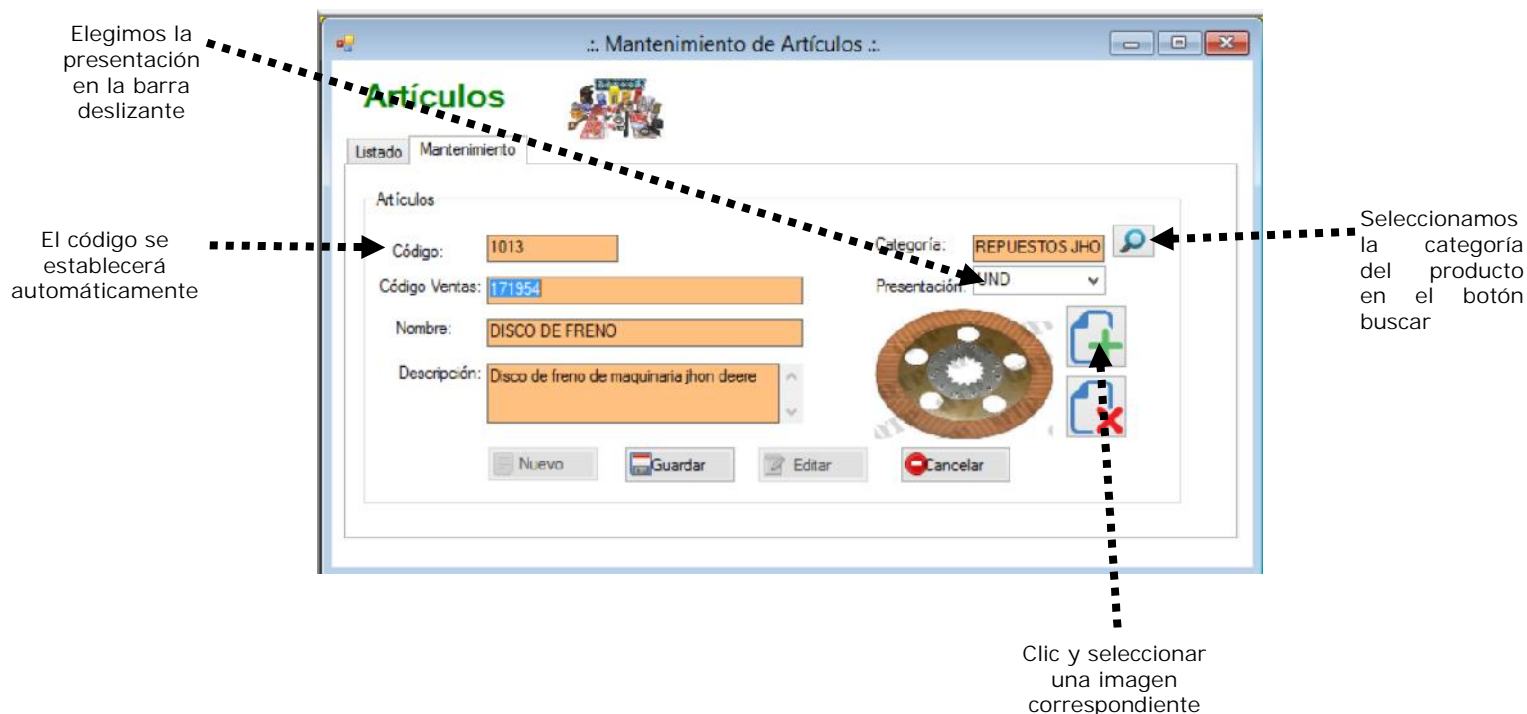 Elegimos la
presentación
en la barra
deslizante
.:. Mantenimiento de Artículos .:.
Artículos
Listado
Mantenimiento
Artículos
El código se
establecerá
automáticamente
Código:
1013
Categoría:
REPUESTOS JHO
Seleccionamos
la categoría
del producto
en el botón
buscar
Código Ventas:
171954
Presentación:
UND
Nombre:
DISCO DE FRENO
Descripción:
Disco de freno de maquinaria jhon deere
Nuevo
Guardar
Editar
Cancelar
Clic y seleccionar
una imagen
correspondiente